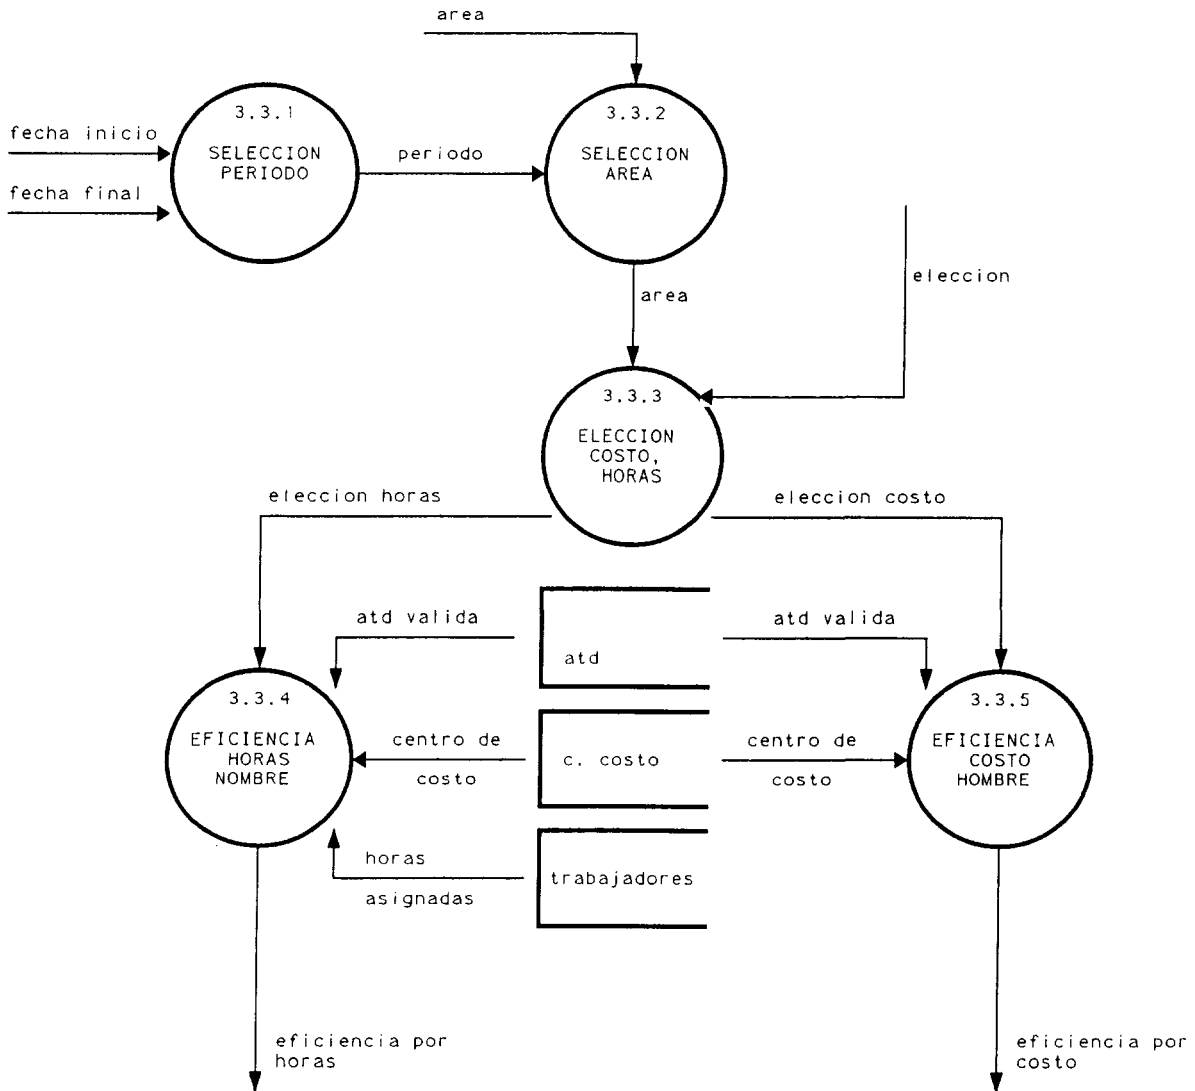 area
3.3.1
SELECCION
PERIODO
3.3.2
SELECCION
AREA
fecha inicio
fecha final
periodo
area
eleccion
3.3.3
ELECCION
COSTO,
HORAS
eleccion horas
eleccion costo
atd valida
atd
atd valida
3.3.4
EFICIENCIA
HORAS
NOMBRE
centro de
costo
c. costo
centro de
costo
3.3.5
EFICIENCIA
COSTO
HOMBRE
horas
asignadas
trabajadores
eficiencia por
horas
eficiencia por
costo